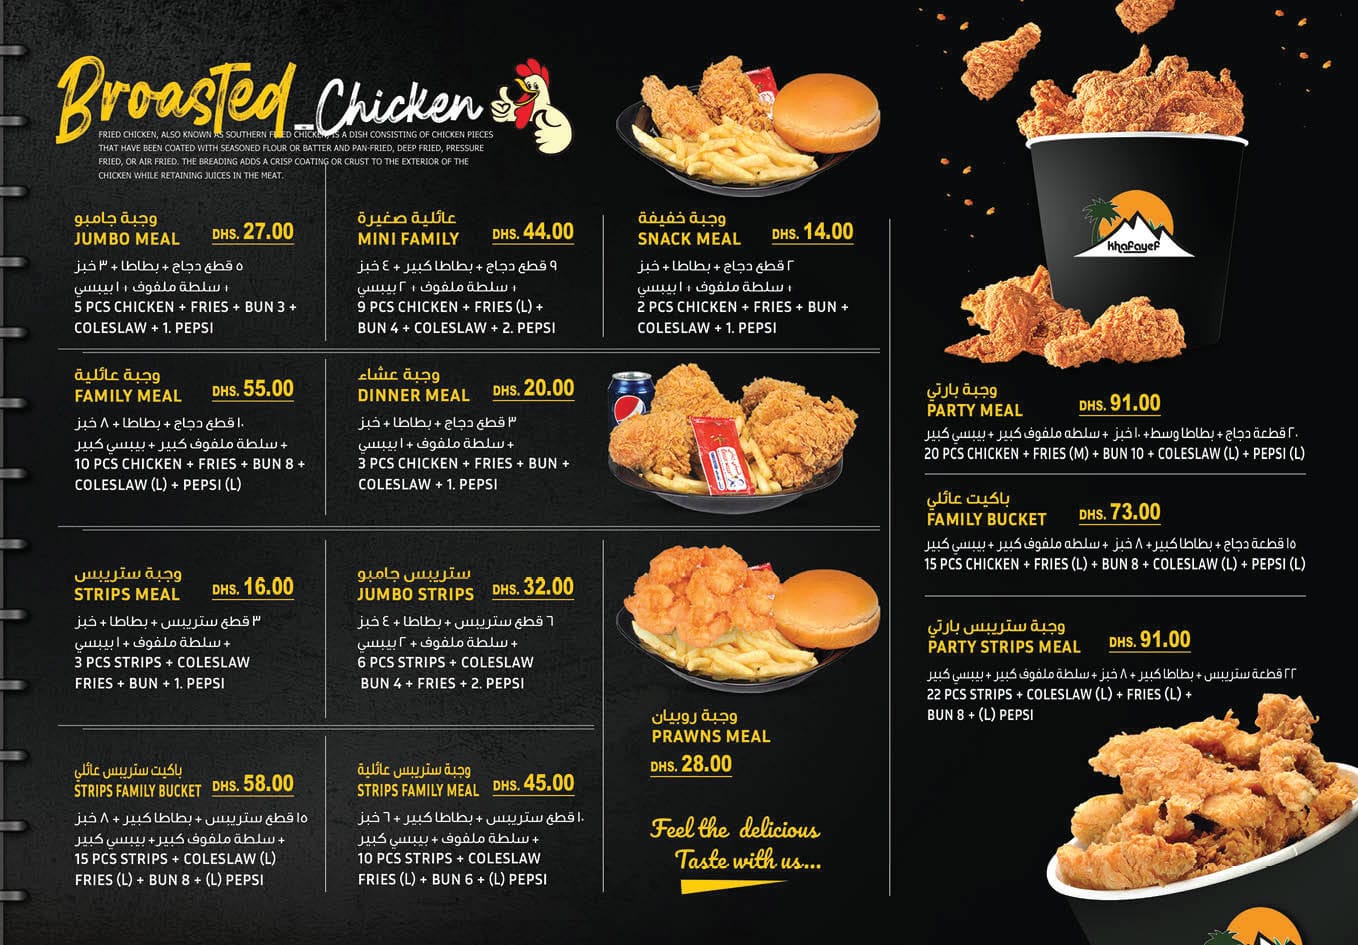 Broasted Chicken
FRIED CHICKEN, ALSO KNOWN AS SOUTHERN FRIED CHICKEN, IS A DISH CONSISTING OF CHICKEN PIECES
THAT HAVE BEEN COATED WITH SEASONED FLOUR OR BATTER AND PAN-FRIED, DEEP FRIED, PRESSURE
FRIED, OR AIR FRIED. THE BREADING ADDS A CRISP COATING OR CRUST TO THE EXTERIOR OF THE
CHICKEN WHILE RETAINING JUICES IN THE MEAT.
وجبة جامبو
JUMBO MEAL DHS. 27.00
٥ قطع دجاج + بطاطا + ٣ خبز
+ سلطة ملفوف + ١ بيبسي
5 PCS CHICKEN + FRIES + BUN 3 +
COLESLAW + 1. PEPSI
عائلية صغيرة
MINI FAMILY DHS. 44.00
٩ قطع دجاج + بطاطا كبير + ٤ خبز
+ سلطة ملفوف + ٢ بيبسي
9 PCS CHICKEN + FRIES (L) +
BUN 4 + COLESLAW + 2. PEPSI
وجبة خفيفة
SNACK MEAL DHS. 14.00
٢ قطع دجاج + بطاطا + خبز
+ سلطة ملفوف + ١ بيبسي
2 PCS CHICKEN + FRIES + BUN +
COLESLAW + 1. PEPSI
وجبة عائلية
FAMILY MEAL DHS. 55.00
١٠ قطع دجاج + بطاطا + ٨ خبز
+ سلطة ملفوف كبير + بيبسي كبير
10 PCS CHICKEN + FRIES + BUN 8 +
COLESLAW (L) + PEPSI (L)
وجبة عشاء
DINNER MEAL DHS. 20.00
٣ قطع دجاج + بطاطا + خبز
+ سلطة ملفوف + ١ بيبسي
3 PCS CHICKEN + FRIES + BUN +
COLESLAW + 1. PEPSI
وجبة ستريبس
STRIPS MEAL DHS. 16.00
٣ قطع ستريبس + بطاطا + خبز
+ سلطة ملفوف + ١ بيبسي
3 PCS STRIPS + COLESLAW
FRIES + BUN + 1. PEPSI
ستريبس جامبو
JUMBO STRIPS DHS. 32.00
٦ قطع ستريبس + بطاطا + ٤ خبز
+ سلطة ملفوف + ٢ بيبسي
6 PCS STRIPS + COLESLAW
BUN 4 + FRIES + 2. PEPSI
وجبة روبيان
PRAWNS MEAL
DHS. 28.00
باكيت ستريبس عائلي
STRIPS FAMILY BUCKET DHS. 58.00
١٥ قطع ستريبس + بطاطا كبير + ٨ خبز
+ سلطة ملفوف كبير+ بيبسي كبير
15 PCS STRIPS + COLESLAW (L)
FRIES (L) + BUN 8 + (L) PEPSI
وجبة ستريبس عائلية
STRIPS FAMILY MEAL DHS. 45.00
١٠ قطع ستريبس + بطاطا كبير + ٦ خبز
+ سلطة ملفوف + بيبسي كبير
10 PCS STRIPS + COLESLAW
FRIES (L) + BUN 6 + (L) PEPSI
Feel the delicious
Taste with us...
Khafayef
وجبة بارتي
PARTY MEAL DHS. 91.00
٢٠ قطعة دجاج + بطاطا وسط+ ١٠ خبز + سلطه ملفوف كبير + بيبسي كبير
20 PCS CHICKEN + FRIES (M) + BUN 10 + COLESLAW (L) + PEPSI (L)
باكيت عائلي
FAMILY BUCKET DHS. 73.00
١٥ قطعة دجاج + بطاطا كبير+ ٨ خبز + سلطه ملفوف كبير + بيبسي كبير
15 PCS CHICKEN + FRIES (L) + BUN 8 + COLESLAW (L) + PEPSI (L)
وجبة ستريبس بارتي
PARTY STRIPS MEAL DHS. 91.00
٢٢ قطعة ستريبس + بطاطا كبير + ٨ خبز + سلطة ملفوف كبير + بيبسي كبير
22 PCS STRIPS + COLESLAW (L) + FRIES (L) +
BUN 8 + (L) PEPSI